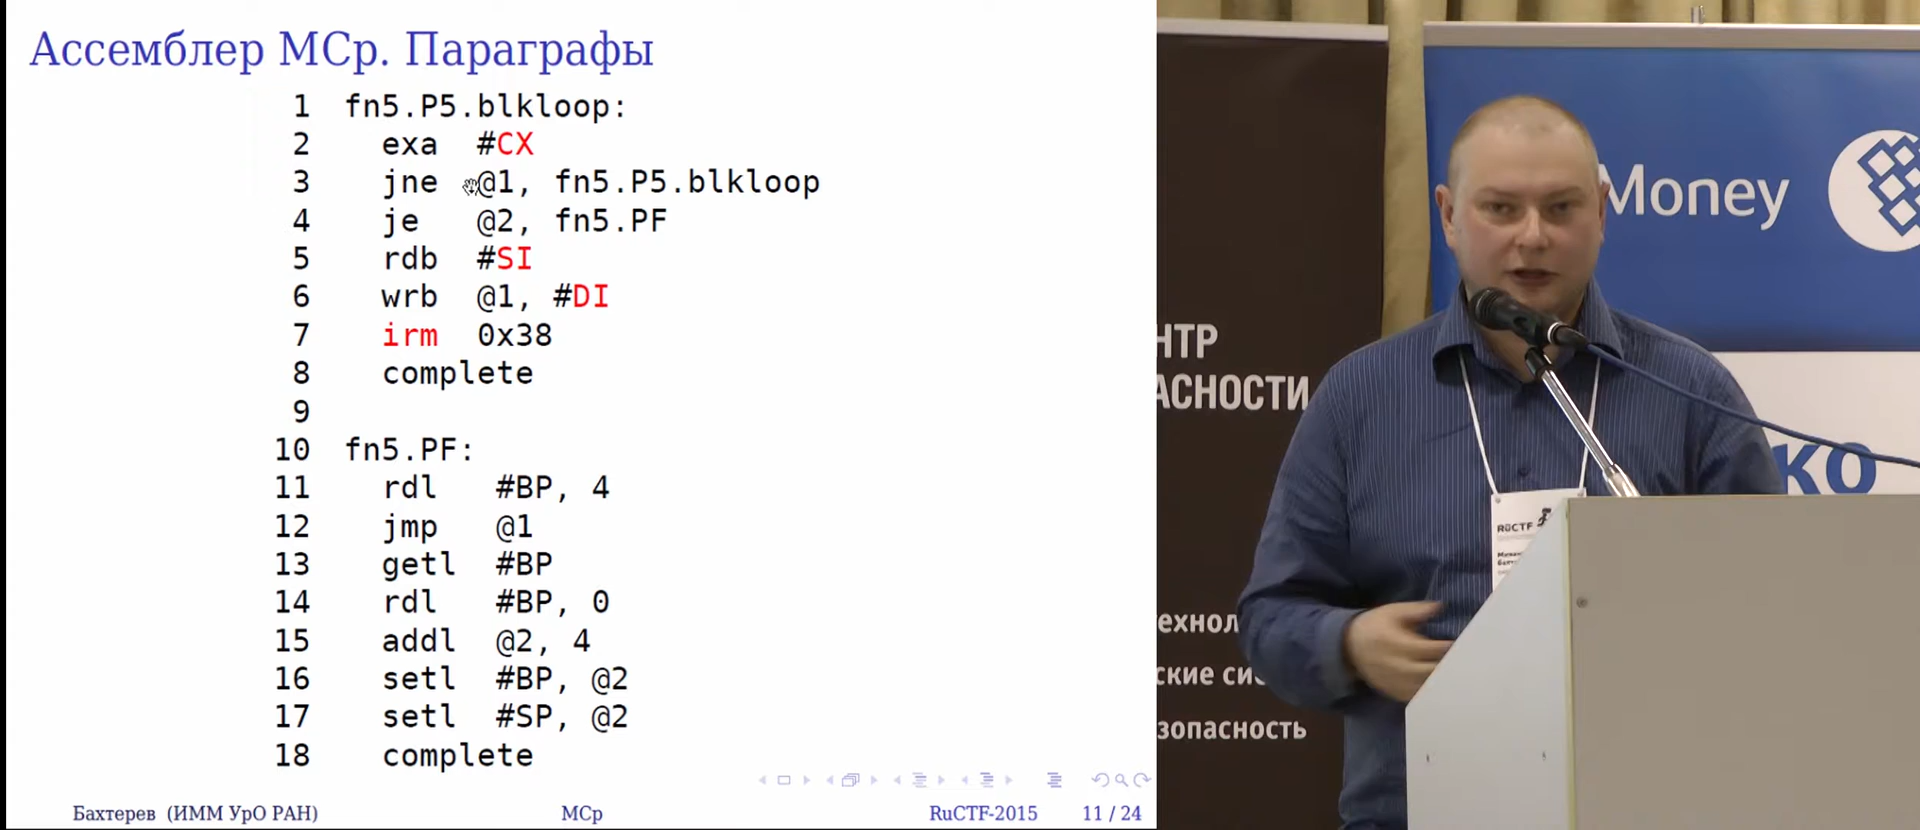 Ассемблер МСр. Параграфы
1 fn5.P5.blkloop:
2 exa #CX
3 jne @1, fn5.P5.blkloop
4 je @2, fn5.PF
5 rdb #SI
6 wrb @1, #DI
7 irm 0x38
8 complete
9
10 fn5.PF:
11 rdl #BP, 4
12 jmp @1
13 getl #BP
14 rdl #BP, 0
15 addl @2, 4
16 setl #BP, @2
17 setl #SP, @2
18 complete
Бахтерев (ИММ УрО РАН) МСр RuCTF-2015 11 / 24
Money
НТР
АСНОСТИ
ко
RUCTF
ехнол
ские си
зопасность